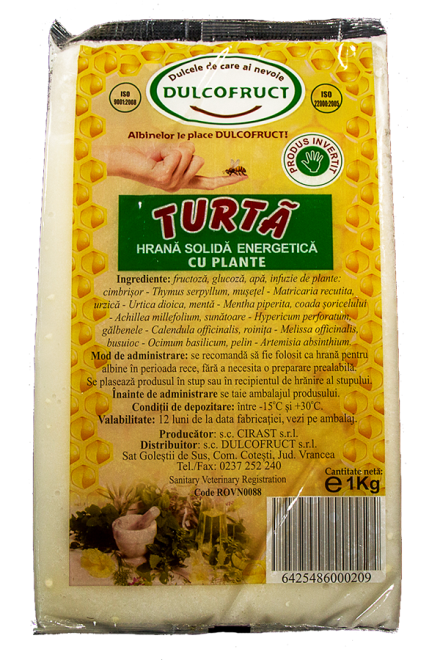 Dulcele de care ai nevoie
DULCOFRUCT
ISO
9001:2008
ISO
22000:2005
Albinelor le place DULCOFRUCT!
PRODUS INVERTIT
TURTĂ
HRANĂ SOLIDĂ ENERGETICĂ
CU PLANTE
Ingrediente: fructoză, glucoză, apă, infuzie de plante:
cimbrișor - Thymus serpyllum, mușețel - Matricaria recutita,
urzică - Urtica dioica, mentă - Mentha piperita, coada șoricelului
- Achillea millefolium, sunătoare - Hypericum perforatum,
gălbenele - Calendula officinalis, roinița - Melissa officinalis,
busuioc - Ocimum basilicum, pelin - Artemisia absinthium.
Mod de administrare: se recomandă să fie folosit ca hrană pentru
albine în perioada rece, fără a necesita o preparare prealabilă.
Se plasează produsul în stup sau în recipientul de hrănire al stupului.
Înainte de administrare se taie ambalajul produsului.
Condiții de depozitare: între -15°C și +30°C.
Valabilitate: 12 luni de la data fabricației, vezi pe ambalaj.
Producător: s.c. CIRAST s.r.l.
Distribuitor: s.c. DULCOFRUCT s.r.l.
Sat Goleștii de Sus, Com. Cotești, Jud. Vrancea
Tel./Fax: 0237 252 240
Sanitary Veterinary Registration
Code ROVN0088
Cantitate netă:
e 1Kg
6425486000209